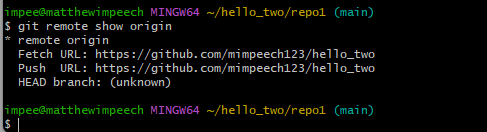 impee@matthewimpeech MINGW64 ~/hello_two/repo1 (main)
$ git remote show origin
* remote origin
  Fetch URL: https://github.com/mimpeech123/hello_two
  Push  URL: https://github.com/mimpeech123/hello_two
  HEAD branch: (unknown)

impee@matthewimpeech MINGW64 ~/hello_two/repo1 (main)
$